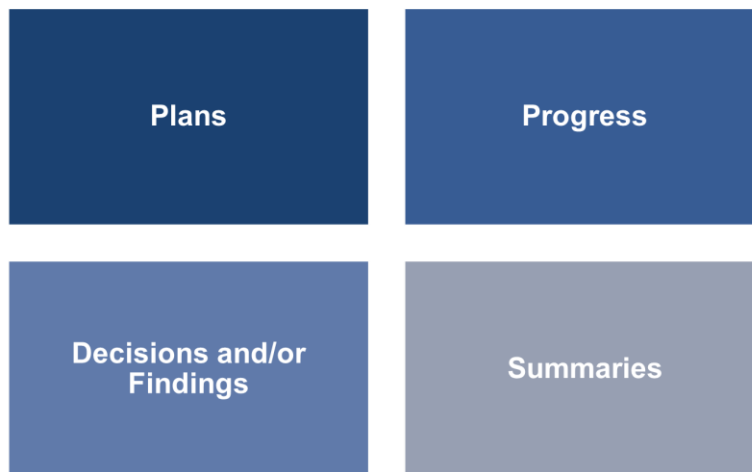 Plans
Progress
Decisions and/or
Findings
Summaries